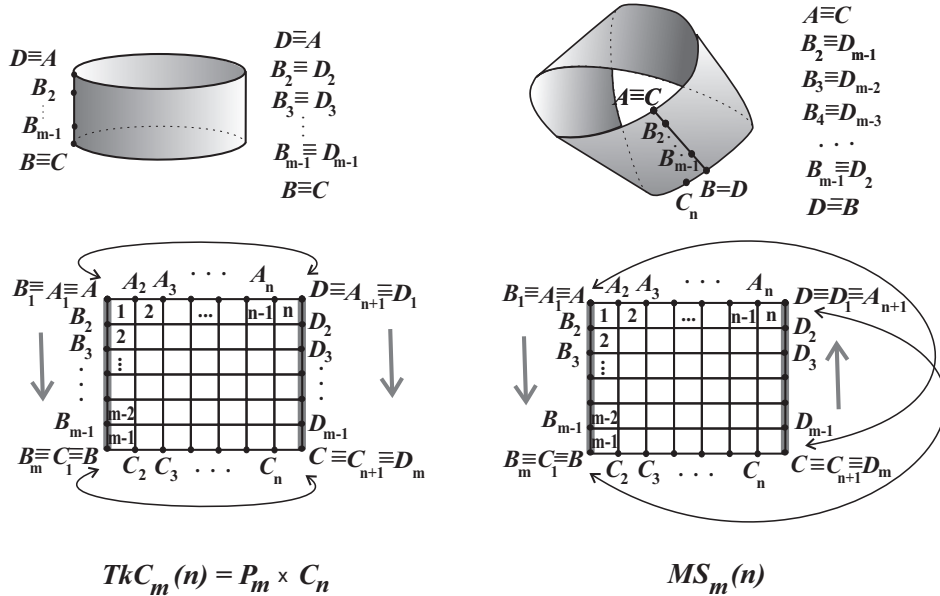 D≡A
B₂
⋮
Bₘ₋₁
B≡C
D≡A
B₂≡D₂
B₃≡D₃
⋮
Bₘ₋₁≡Dₘ₋₁
B≡C
A≡C
B₂
Bₘ₋₁
B=D
Cₙ
A≡C
B₂≡Dₘ₋₁
B₃≡Dₘ₋₂
B₄≡Dₘ₋₃
. . .
Bₘ₋₁≡D₂
D≡B
A₂ A₃ . . . Aₙ
B₁≡A₁≡A D≡Aₙ₊₁≡D₁
1 2 ... n-1 n
B₂ D₂
2
B₃ D₃
⋮
m-2
Bₘ₋₁ Dₘ₋₁
m-1
Bₘ≡C₁≡B C≡Cₙ₊₁≡Dₘ
C₂ C₃ . . . Cₙ
TkCₘ(n) = Pₘ × Cₙ
A₂ A₃ . . . Aₙ
B₁≡A₁≡A D≡D₁≡Aₙ₊₁
1 2 ... n-1 n
B₂ D₂
2
B₃ D₃
⋮
m-2
Bₘ₋₁ Dₘ₋₁
m-1
Bₘ≡C₁≡B C≡Cₙ₊₁≡Dₘ
C₂ C₃ . . . Cₙ
MSₘ(n)